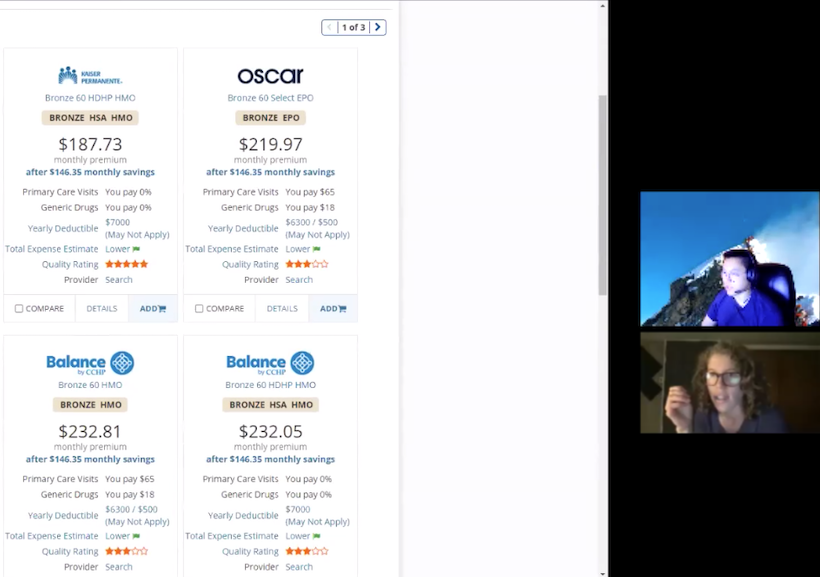 1 of 3
KAISER PERMANENTE.
Bronze 60 HDHP HMO
BRONZE HSA HMO
$187.73
monthly premium
after $146.35 monthly savings
Primary Care Visits You pay 0%
Generic Drugs You pay 0%
Yearly Deductible $7000 (May Not Apply)
Total Expense Estimate Lower
Quality Rating
Provider Search
COMPARE DETAILS ADD
oscar
Bronze 60 Select EPO
BRONZE EPO
$219.97
monthly premium
after $146.35 monthly savings
Primary Care Visits You pay $65
Generic Drugs You pay $18
Yearly Deductible $6300 / $500 (May Not Apply)
Total Expense Estimate Lower
Quality Rating
Provider Search
COMPARE DETAILS ADD
Balance by CCHP
Bronze 60 HMO
BRONZE HMO
$232.81
monthly premium
after $146.35 monthly savings
Primary Care Visits You pay $65
Generic Drugs You pay $18
Yearly Deductible $6300 / $500 (May Not Apply)
Total Expense Estimate Lower
Quality Rating
Provider Search
Balance by CCHP
Bronze 60 HDHP HMO
BRONZE HSA HMO
$232.05
monthly premium
after $146.35 monthly savings
Primary Care Visits You pay 0%
Generic Drugs You pay 0%
Yearly Deductible $7000 (May Not Apply)
Total Expense Estimate Lower
Quality Rating
Provider Search